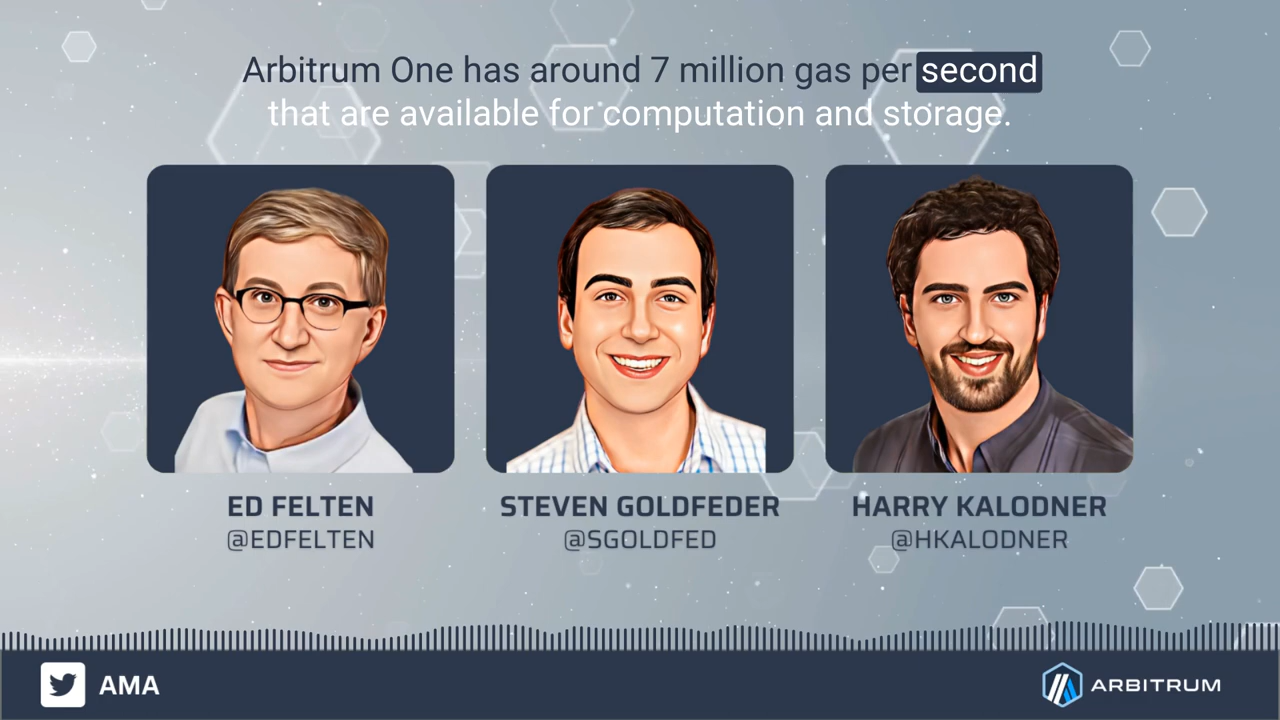 Arbitrum One has around 7 million gas per second
that are available for computation and storage.
ED FELTEN
@EDFELTEN
STEVEN GOLDFEDER
@SGOLDFED
HARRY KALODNER
@HKALODNER
AMA
ARBITRUM